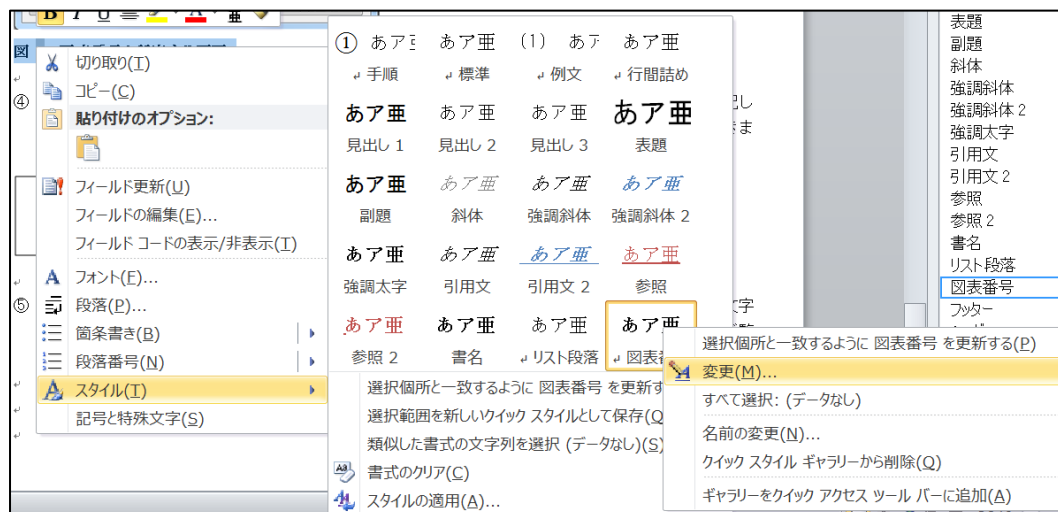 B I U A 亜
図
④
⑤
切り取り(T)
コピー(C)
貼り付けのオプション:
フィールド更新(U)
フィールドの編集(E)...
フィールド コードの表示/非表示(T)
フォント(F)...
段落(P)...
箇条書き(B)
段落番号(N)
スタイル(T)
記号と特殊文字(S)
① あア あア亜 (1) あア あア亜
↲ 手順 ↲ 標準 ↲ 例文 ↲ 行間詰め
あア亜 あア亜 あア亜 あア亜
見出し 1 見出し 2 見出し 3 表題
あア亜 あア亜 あア亜 あア亜
副題 斜体 強調斜体 強調斜体 2
あア亜 あア亜 あア亜 あア亜
強調太字 引用文 引用文 2 参照
あア亜 あア亜 あア亜 あア亜
参照 2 書名 ↲ リスト段落 ↲ 図表
選択個所と一致するように 図表番号 を更新す
選択範囲を新しいクイック スタイルとして保存(Q
類似した書式の文字列を選択 (データなし)(S)
書式のクリア(C)
スタイルの適用(A)...
記し
きま
文字
選択個所と一致するように 図表番号 を更新する(P)
変更(M)...
すべて選択: (データなし)
名前の変更(N)...
クイック スタイル ギャラリーから削除(Q)
ギャラリーをクイック アクセス ツール バーに追加(A)
表題
副題
斜体
強調斜体
強調斜体 2
強調太字
引用文
引用文 2
参照
参照 2
書名
リスト段落
図表番号
フッター